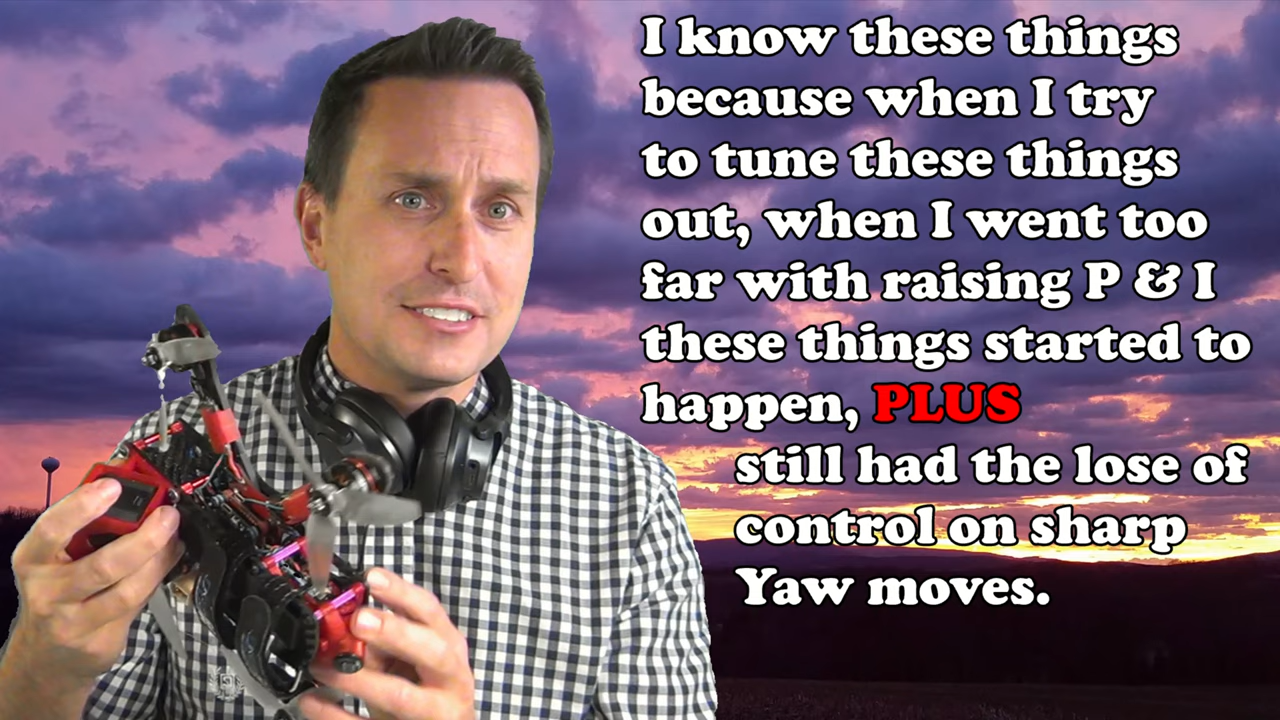 I know these things
because when I try
to tune these things
out, when I went too
far with raising P & I
these things started to
happen, PLUS
still had the lose of
control on sharp
Yaw moves.